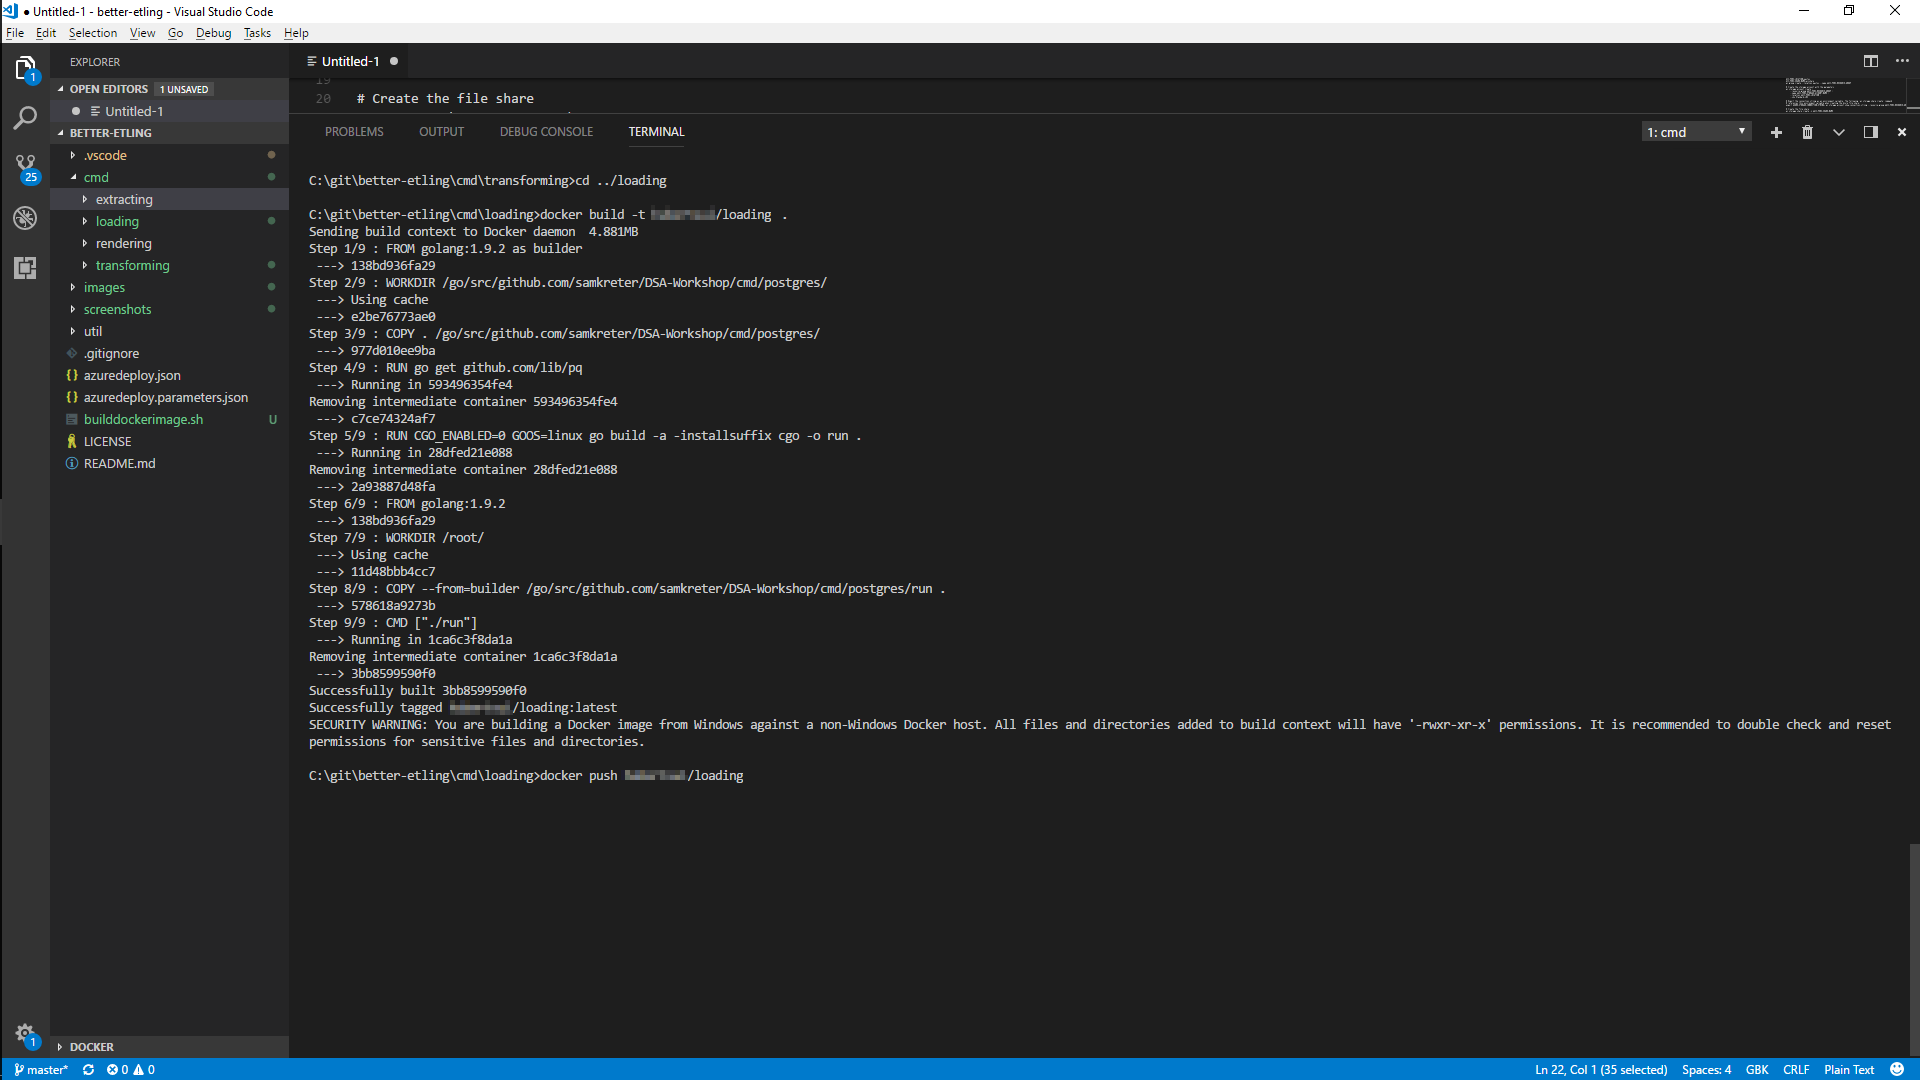 ● Untitled-1 - better-etling - Visual Studio Code
File Edit Selection View Go Debug Tasks Help
EXPLORER
OPEN EDITORS 1 UNSAVED
Untitled-1
BETTER-ETLING
.vscode
cmd
extracting
loading
rendering
transforming
images
screenshots
util
.gitignore
{} azuredeploy.json
{} azuredeploy.parameters.json
builddockerimage.sh U
LICENSE
README.md
DOCKER
1
25
1
Untitled-1
19
20 # Create the file share
PROBLEMS OUTPUT DEBUG CONSOLE TERMINAL
1: cmd
C:\git\better-etling\cmd\transforming>cd ../loading
C:\git\better-etling\cmd\loading>docker build -t /loading .
Sending build context to Docker daemon 4.881MB
Step 1/9 : FROM golang:1.9.2 as builder
---> 138bd936fa29
Step 2/9 : WORKDIR /go/src/github.com/samkreter/DSA-Workshop/cmd/postgres/
---> Using cache
---> e2be76773ae0
Step 3/9 : COPY . /go/src/github.com/samkreter/DSA-Workshop/cmd/postgres/
---> 977d010ee9ba
Step 4/9 : RUN go get github.com/lib/pq
---> Running in 593496354fe4
Removing intermediate container 593496354fe4
---> c7ce74324af7
Step 5/9 : RUN CGO_ENABLED=0 GOOS=linux go build -a -installsuffix cgo -o run .
---> Running in 28dfed21e088
Removing intermediate container 28dfed21e088
---> 2a93887d48fa
Step 6/9 : FROM golang:1.9.2
---> 138bd936fa29
Step 7/9 : WORKDIR /root/
---> Using cache
---> 11d48bbb4cc7
Step 8/9 : COPY --from=builder /go/src/github.com/samkreter/DSA-Workshop/cmd/postgres/run .
---> 578618a9273b
Step 9/9 : CMD ["./run"]
---> Running in 1ca6c3f8da1a
Removing intermediate container 1ca6c3f8da1a
---> 3bb8599590f0
Successfully built 3bb8599590f0
Successfully tagged /loading:latest
SECURITY WARNING: You are building a Docker image from Windows against a non-Windows Docker host. All files and directories added to build context will have '-rwxr-xr-x' permissions. It is recommended to double check and reset
permissions for sensitive files and directories.
C:\git\better-etling\cmd\loading>docker push /loading
master* 0 0 Ln 22, Col 1 (35 selected) Spaces: 4 GBK CRLF Plain Text